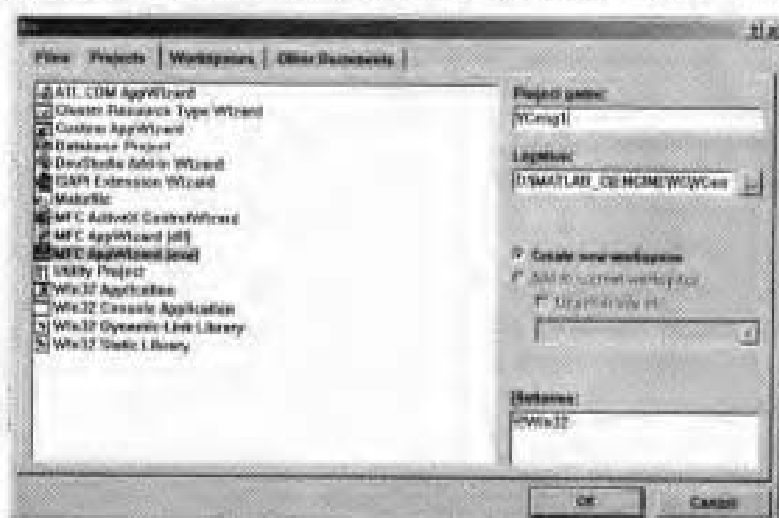 Files Projects Workspaces Other Documents
ATL COM AppWizard
Cluster Resource Type Wizard
Custom AppWizard
Database Project
DevStudio Add-in Wizard
ISAPI Extension Wizard
Makefile
MFC ActiveX ControlWizard
MFC AppWizard (dll)
MFC AppWizard (exe)
Utility Project
Win32 Application
Win32 Console Application
Win32 Dynamic-Link Library
Win32 Static Library
Project name:
VCeng1
Location:
Create new workspace
Add to current workspace
Platforms:
Win32
OK Cancel